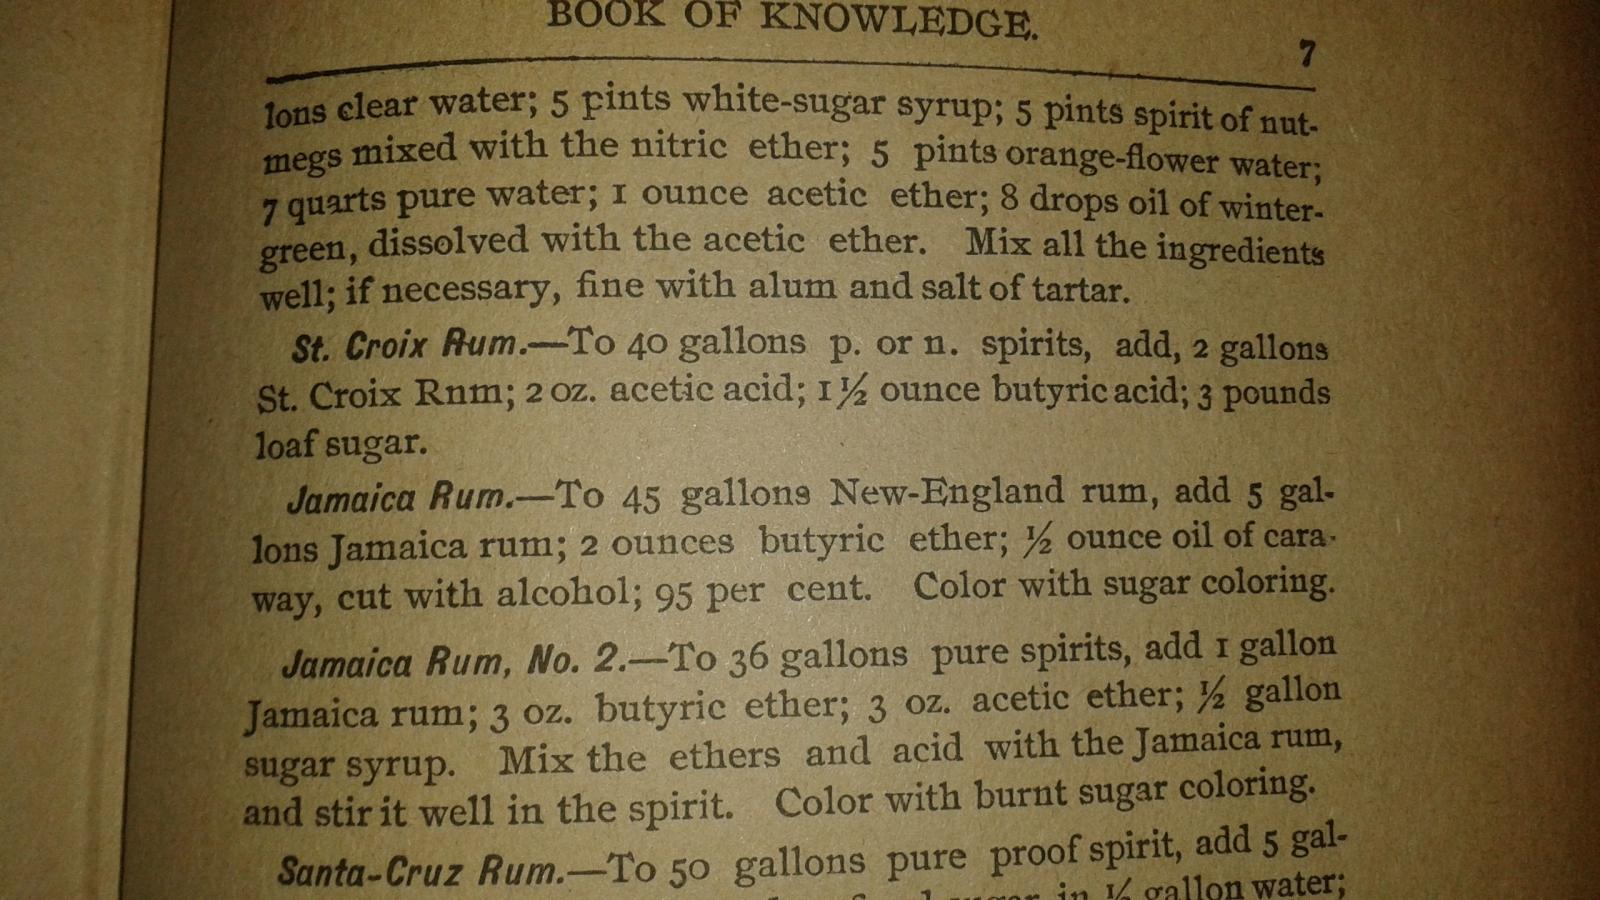 BOOK OF KNOWLEDGE.
7
lons clear water; 5 pints white-sugar syrup; 5 pints spirit of nut-
megs mixed with the nitric ether; 5 pints orange-flower water;
7 quarts pure water; 1 ounce acetic ether; 8 drops oil of winter-
green, dissolved with the acetic ether. Mix all the ingredients
well; if necessary, fine with alum and salt of tartar.
St. Croix Rum.—To 40 gallons p. or n. spirits, add, 2 gallons
St. Croix Rnm; 2 oz. acetic acid; 1 ½ ounce butyric acid; 3 pounds
loaf sugar.
Jamaica Rum.—To 45 gallons New-England rum, add 5 gal-
lons Jamaica rum; 2 ounces butyric ether; ½ ounce oil of cara-
way, cut with alcohol; 95 per cent. Color with sugar coloring.
Jamaica Rum, No. 2.—To 36 gallons pure spirits, add 1 gallon
Jamaica rum; 3 oz. butyric ether; 3 oz. acetic ether; ½ gallon
sugar syrup. Mix the ethers and acid with the Jamaica rum,
and stir it well in the spirit. Color with burnt sugar coloring.
Santa-Cruz Rum.—To 50 gallons pure proof spirit, add 5 gal-
sugar in ½ gallon water;